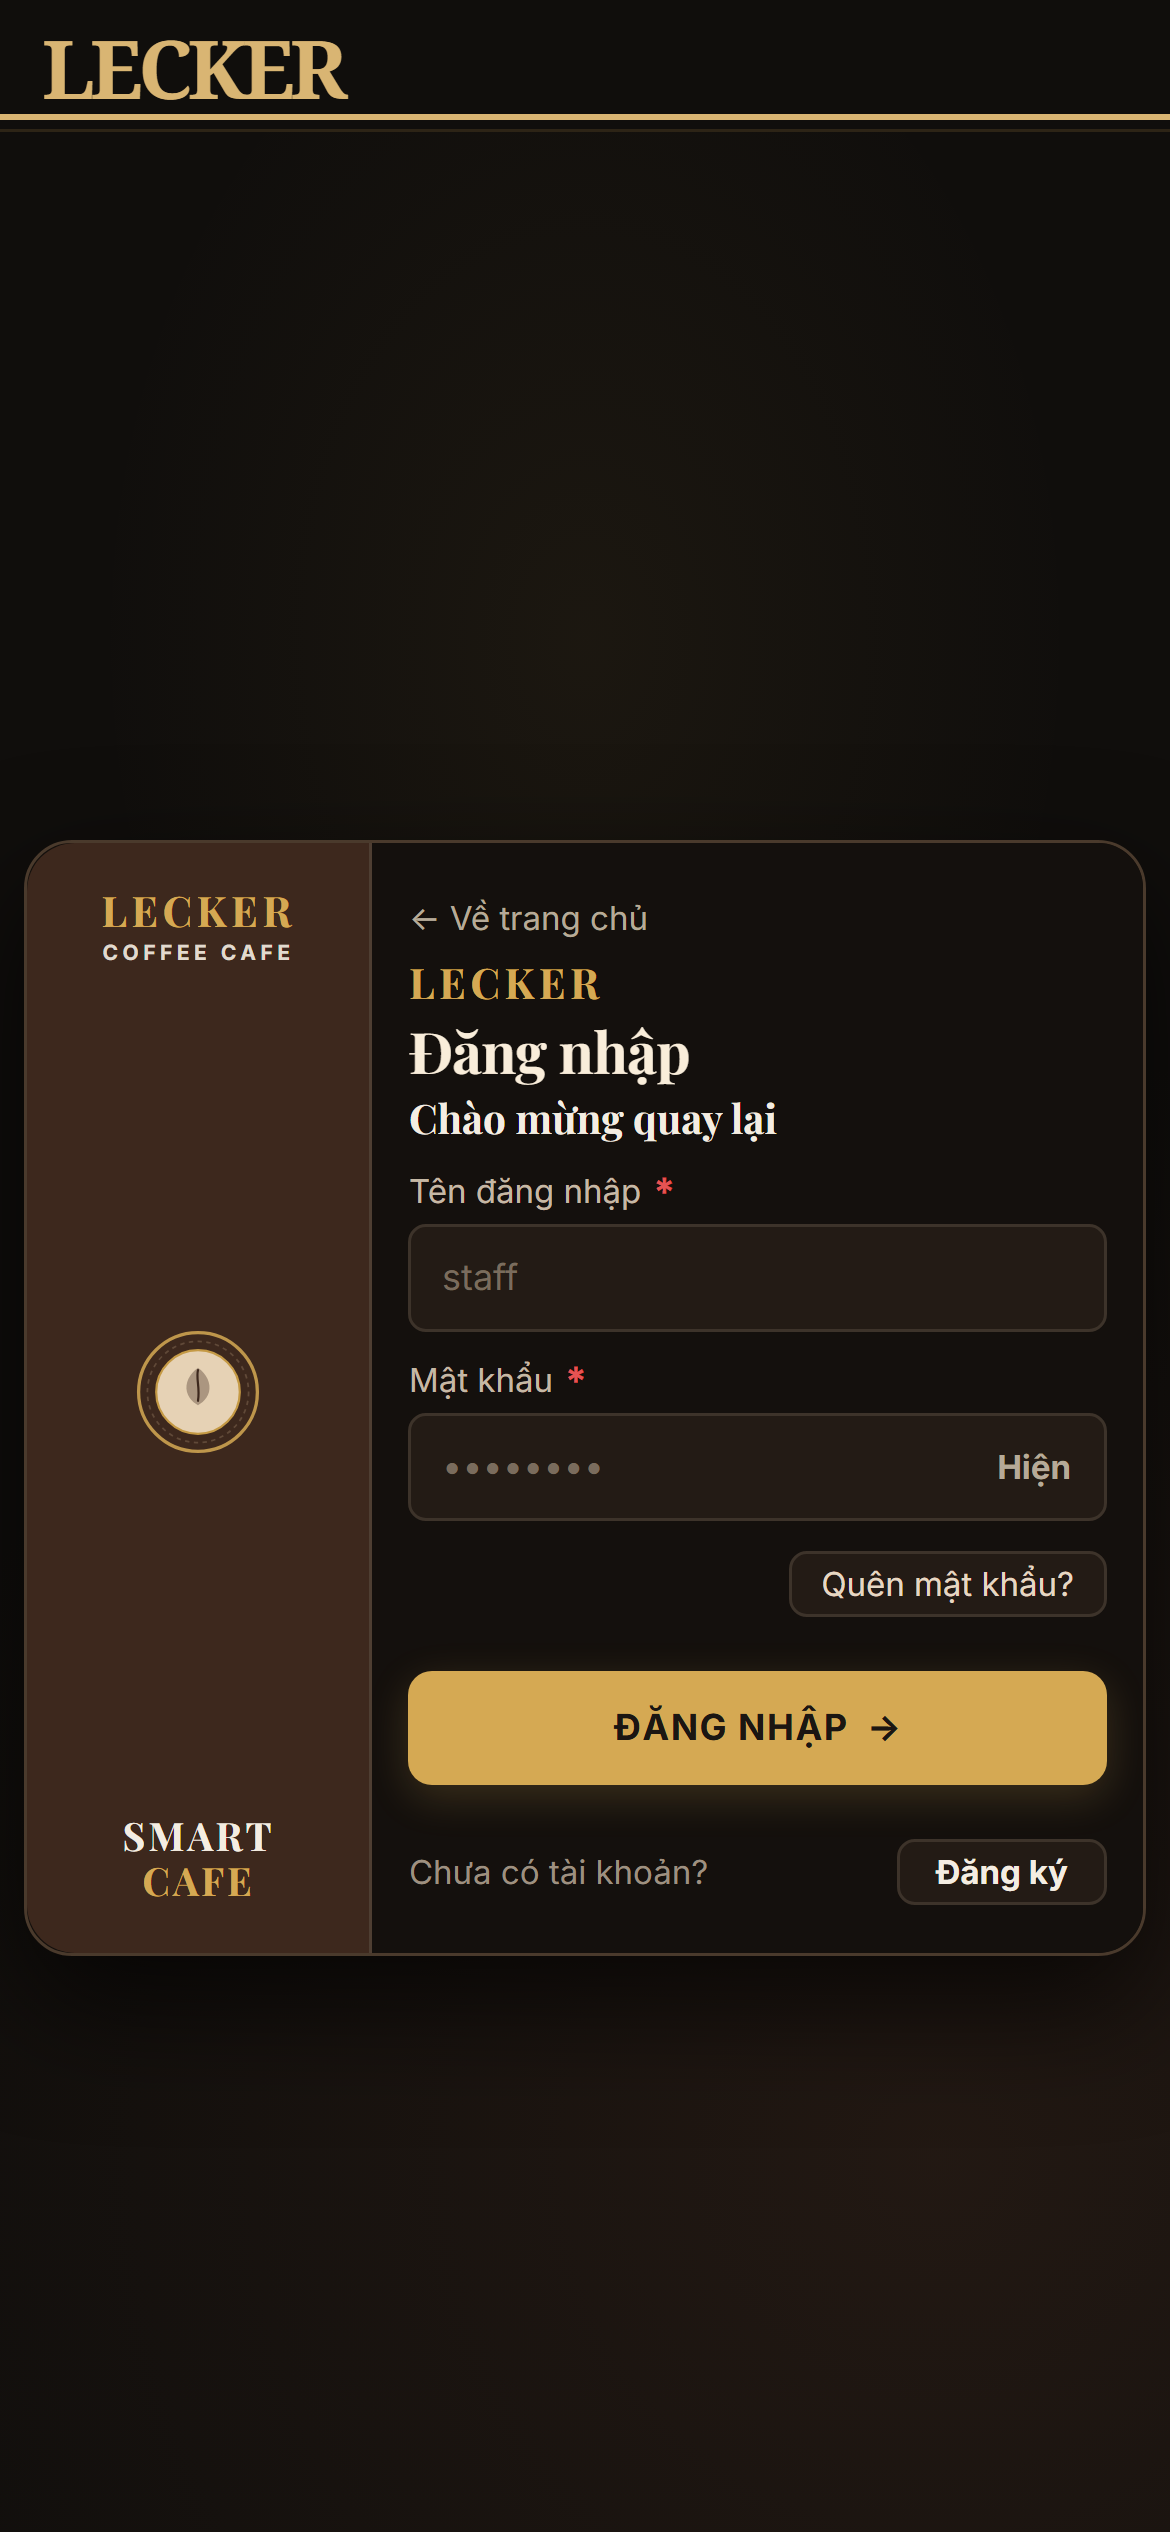 LECKER
LECKER
COFFEE CAFE
SMART
CAFE
← Về trang chủ
LECKER
Đăng nhập
Chào mừng quay lại
Tên đăng nhập *
staff
Mật khẩu *
•••••••• Hiện
Quên mật khẩu?
ĐĂNG NHẬP →
Chưa có tài khoản? Đăng ký